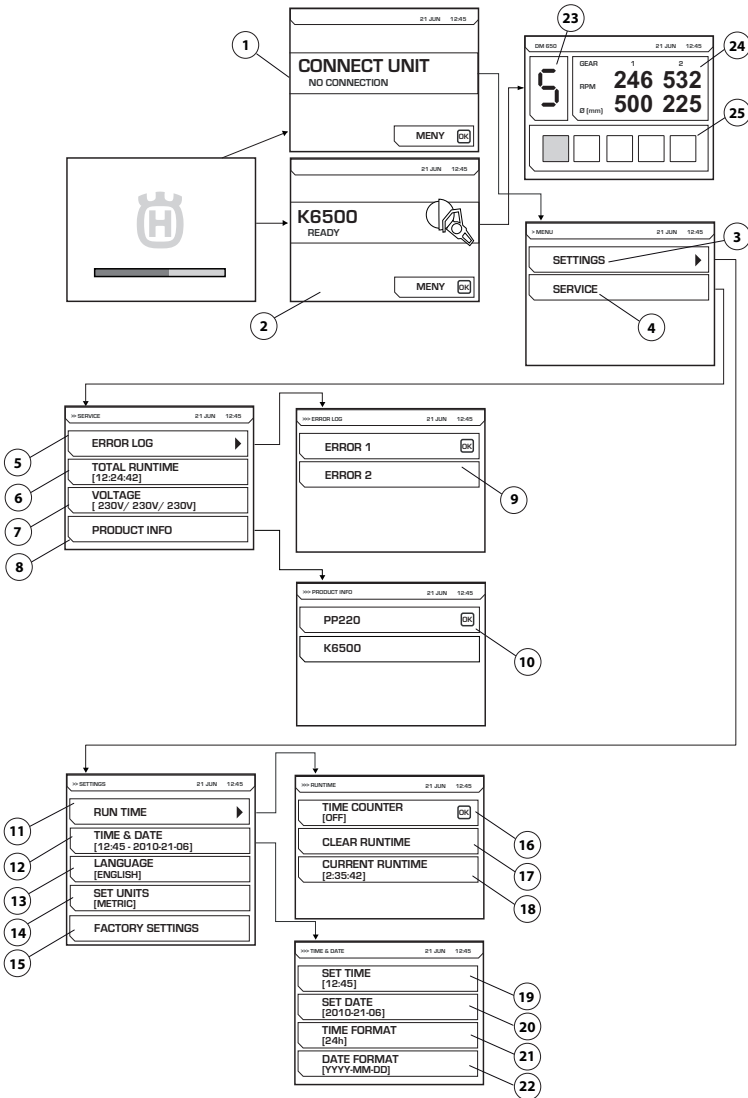 21 JUN 12:45
1
CONNECT UNIT
NO CONNECTION
MENY OK
23
DM 650 21 JUN 12:45
24
GEAR 1 2
5
RPM 246 532
Ø (mm) 500 225
25
H
21 JUN 12:45
K6500
READY
MENY OK
2
> MENU 21 JUN 12:45
3
SETTINGS
SERVICE
4
>> SERVICE 21 JUN 12:45
5
ERROR LOG
6
TOTAL RUNTIME
[12:24:42]
7
VOLTAGE
[ 230V/ 230V/ 230V]
8
PRODUCT INFO
>>> ERROR LOG 21 JUN 12:45
ERROR 1 OK
ERROR 2
9
>>> PRODUCT INFO 21 JUN 12:45
PP220 OK
10
K6500
>> SETTINGS 21 JUN 12:45
11
RUN TIME
12
TIME & DATE
[12:45 - 2010-21-06]
13
LANGUAGE
[ENGLISH]
14
SET UNITS
[METRIC]
15
FACTORY SETTINGS
>>> RUNTIME 21 JUN 12:45
TIME COUNTER
[OFF] OK
16
CLEAR RUNTIME
17
CURRENT RUNTIME
[2:35:42]
18
>>> TIME & DATE 21 JUN 12:45
SET TIME
[12:45]
19
SET DATE
[2010-21-06]
20
TIME FORMAT
[24h]
21
DATE FORMAT
[YYYY-MM-DD]
22